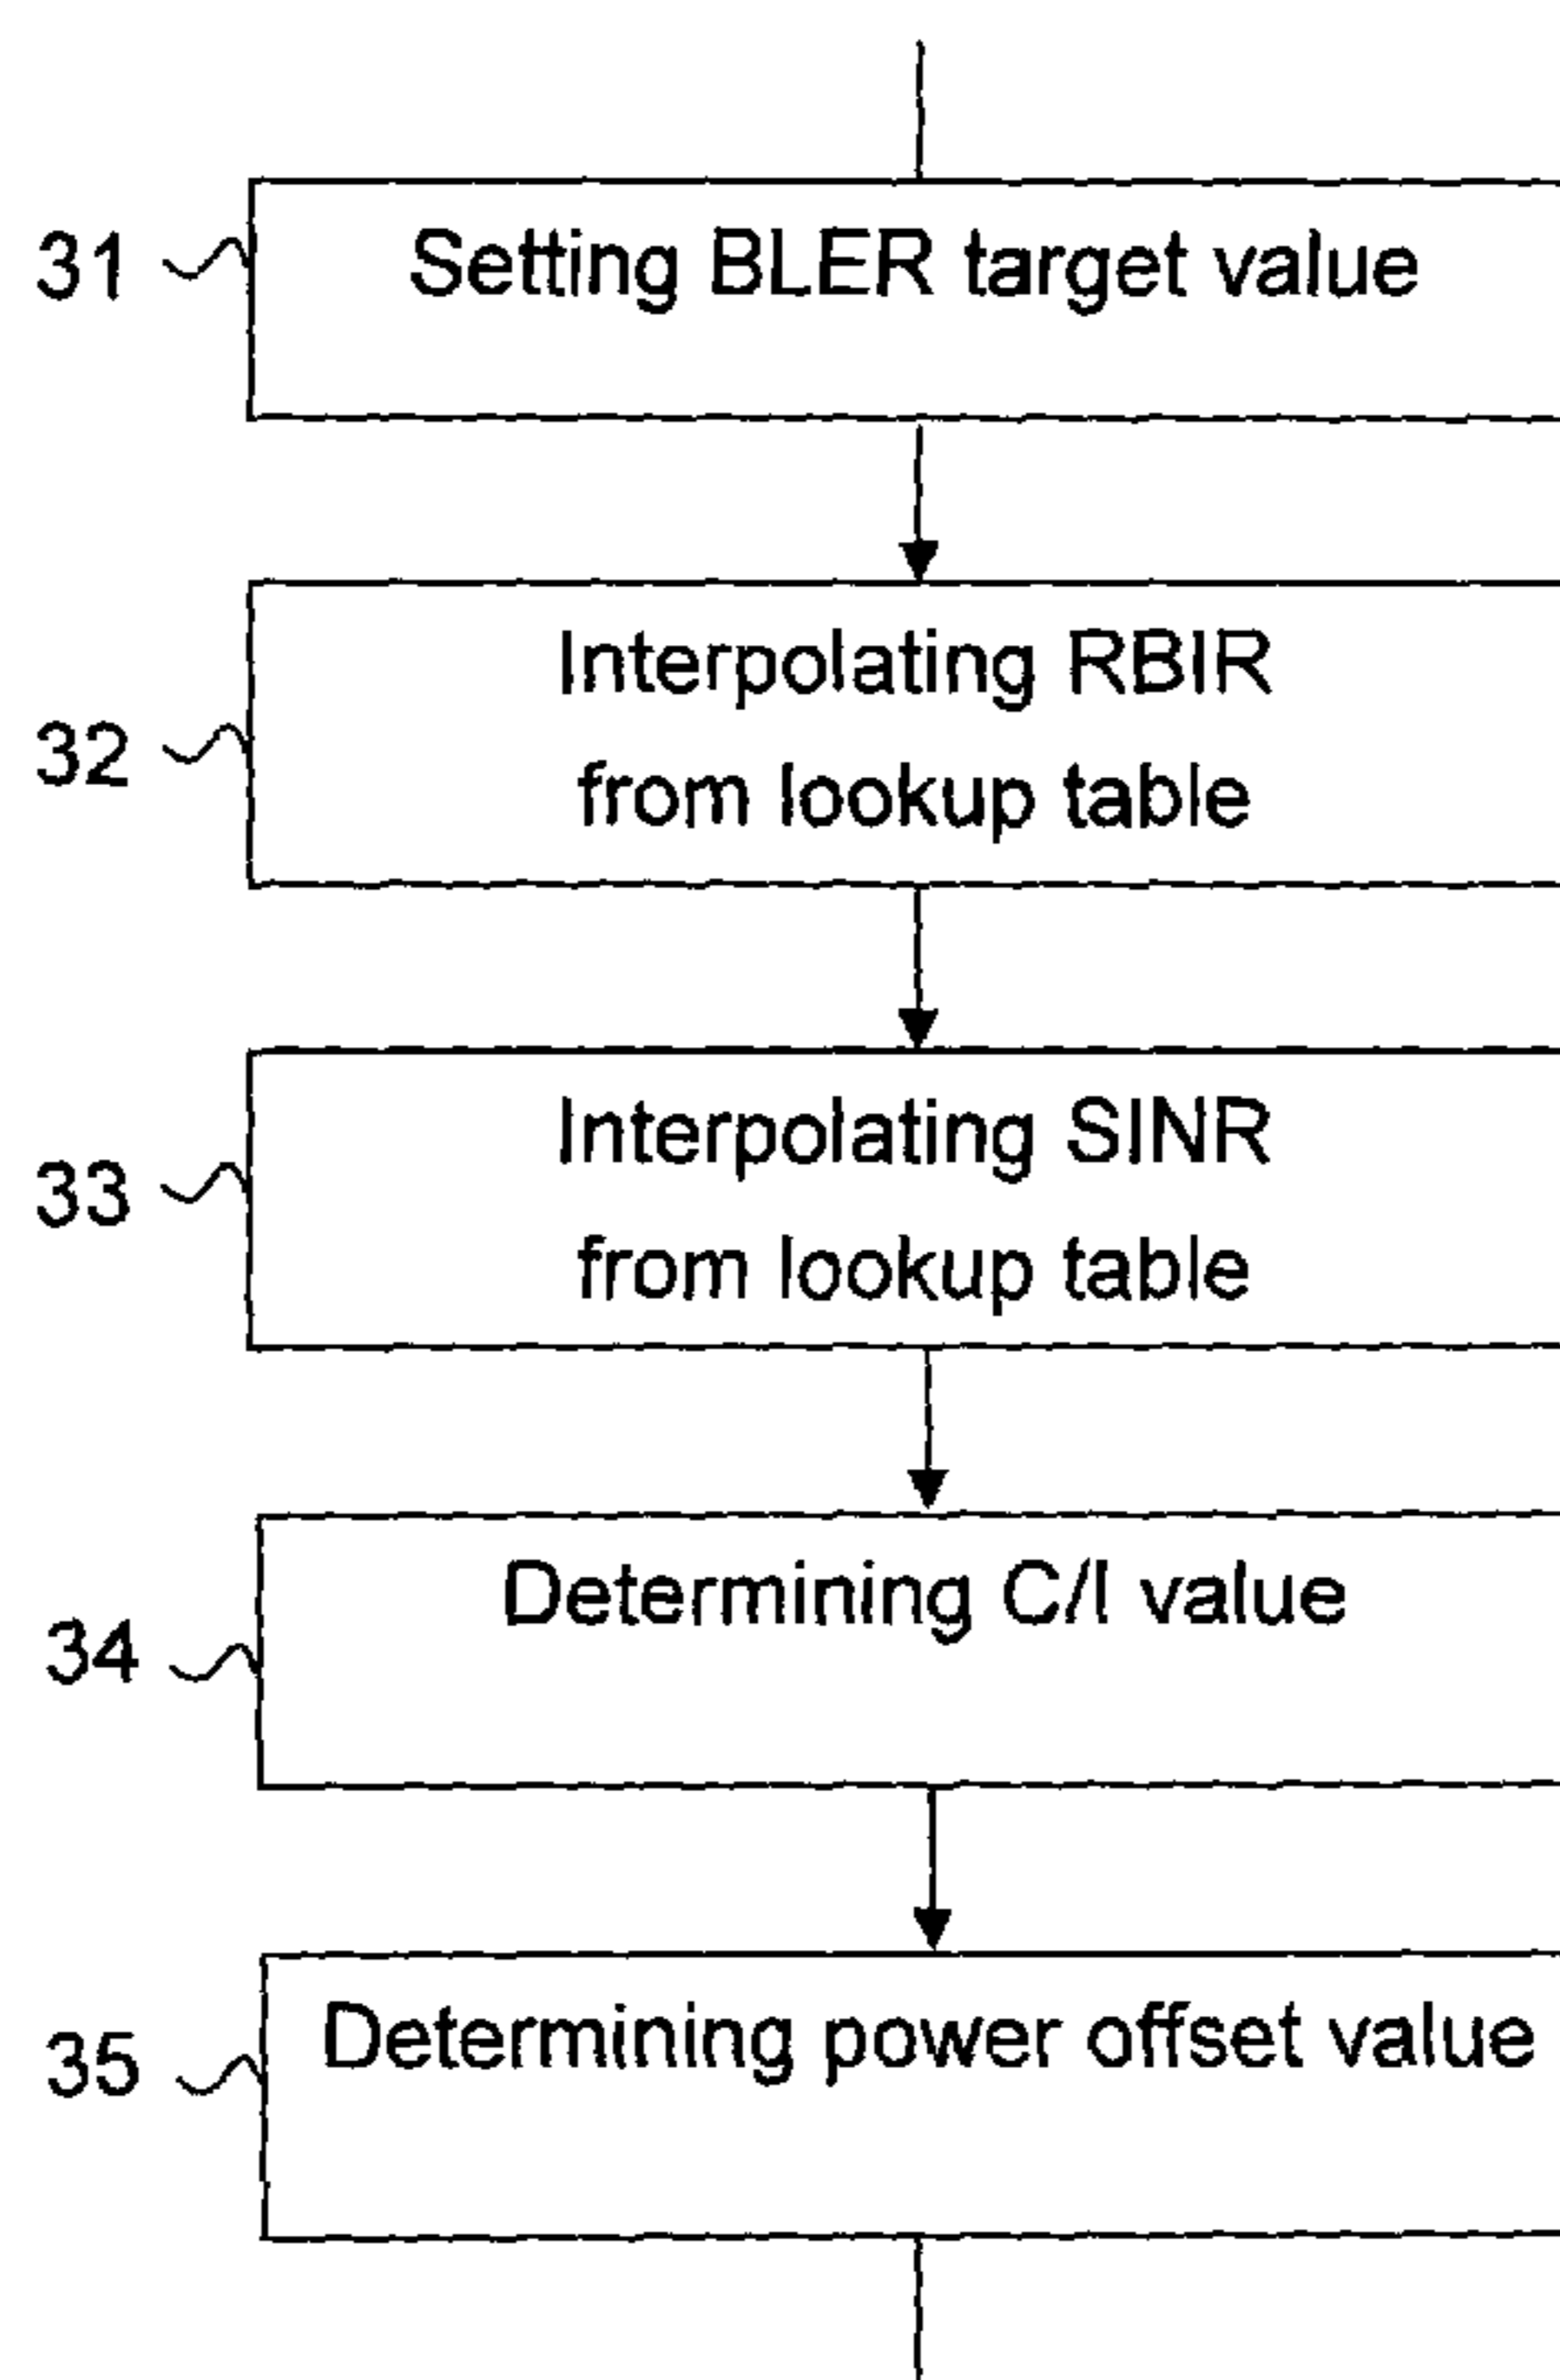 31
Setting BLER target value
32
Interpolating RBIR
from lookup table
33
Interpolating SINR
from lookup table
34
Determining C/I value
35
Determining power offset value